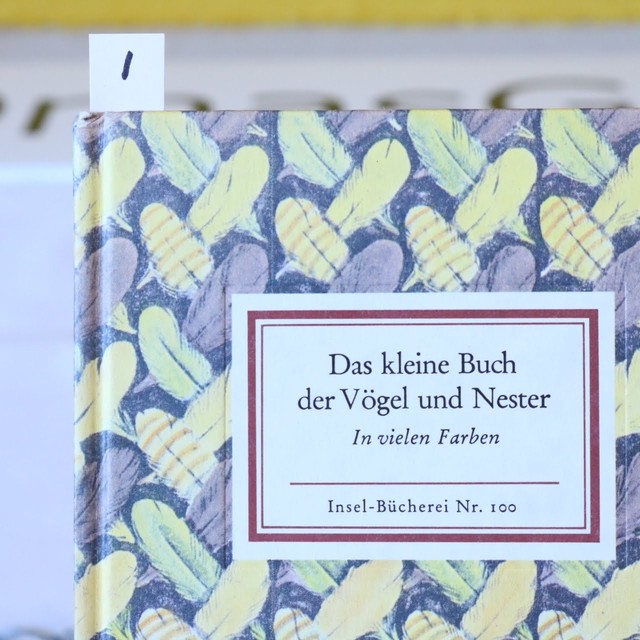 1
Das kleine Buch
der Vögel und Nester
In vielen Farben
Insel-Bücherei Nr. 100